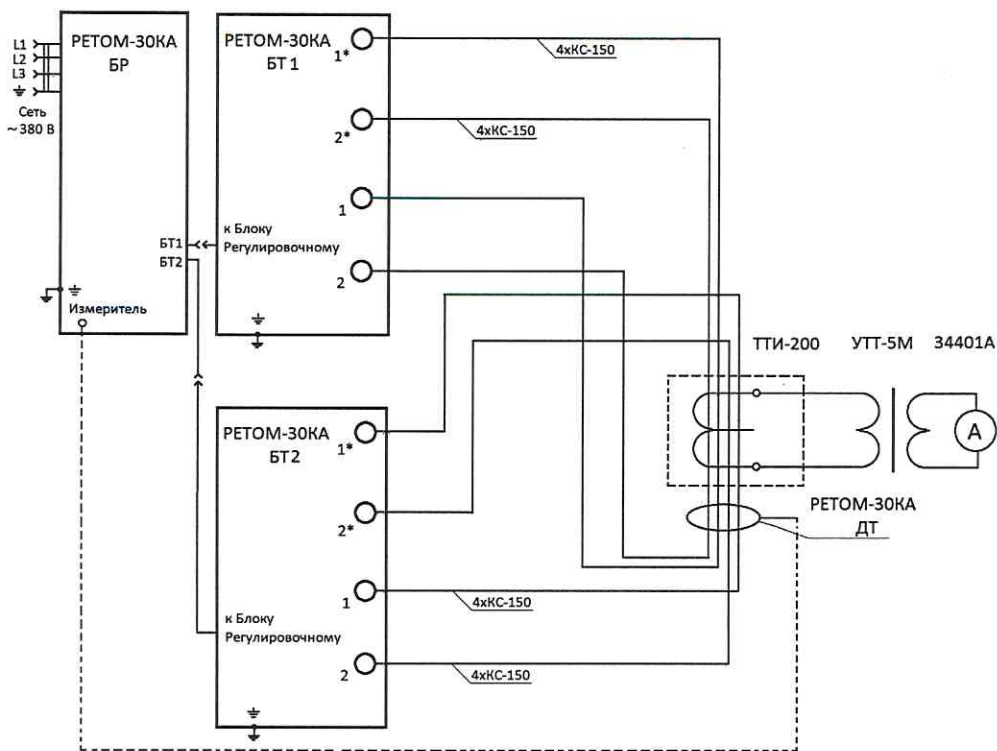 РЕТОМ-30КА
БР
L1
L2
L3
Сеть
~ 380 В
БТ1
БТ2
Измеритель
РЕТОМ-30КА
БТ 1
1*
2*
1
2
к Блоку
Регулировочному
4хКС-150
4хКС-150
РЕТОМ-30КА
БТ2
1*
2*
1
2
к Блоку
Регулировочному
4хКС-150
4хКС-150
ТТИ-200
УТТ-5М
34401А
А
РЕТОМ-30КА
ДТ